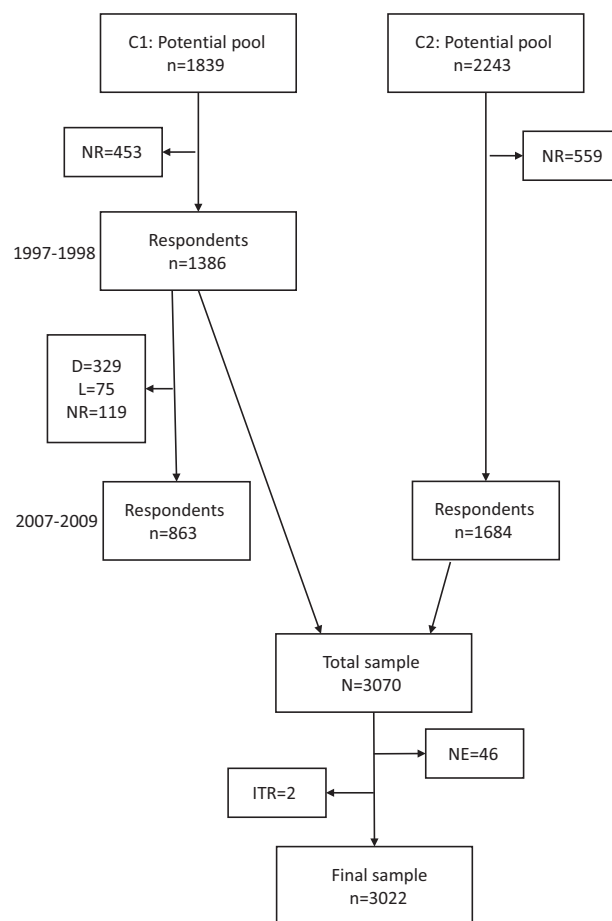 C1: Potential pool
n=1839
C2: Potential pool
n=2243
NR=453
NR=559
1997-1998
Respondents
n=1386
D=329
L=75
NR=119
2007-2009
Respondents
n=863
Respondents
n=1684
Total sample
N=3070
NE=46
ITR=2
Final sample
n=3022